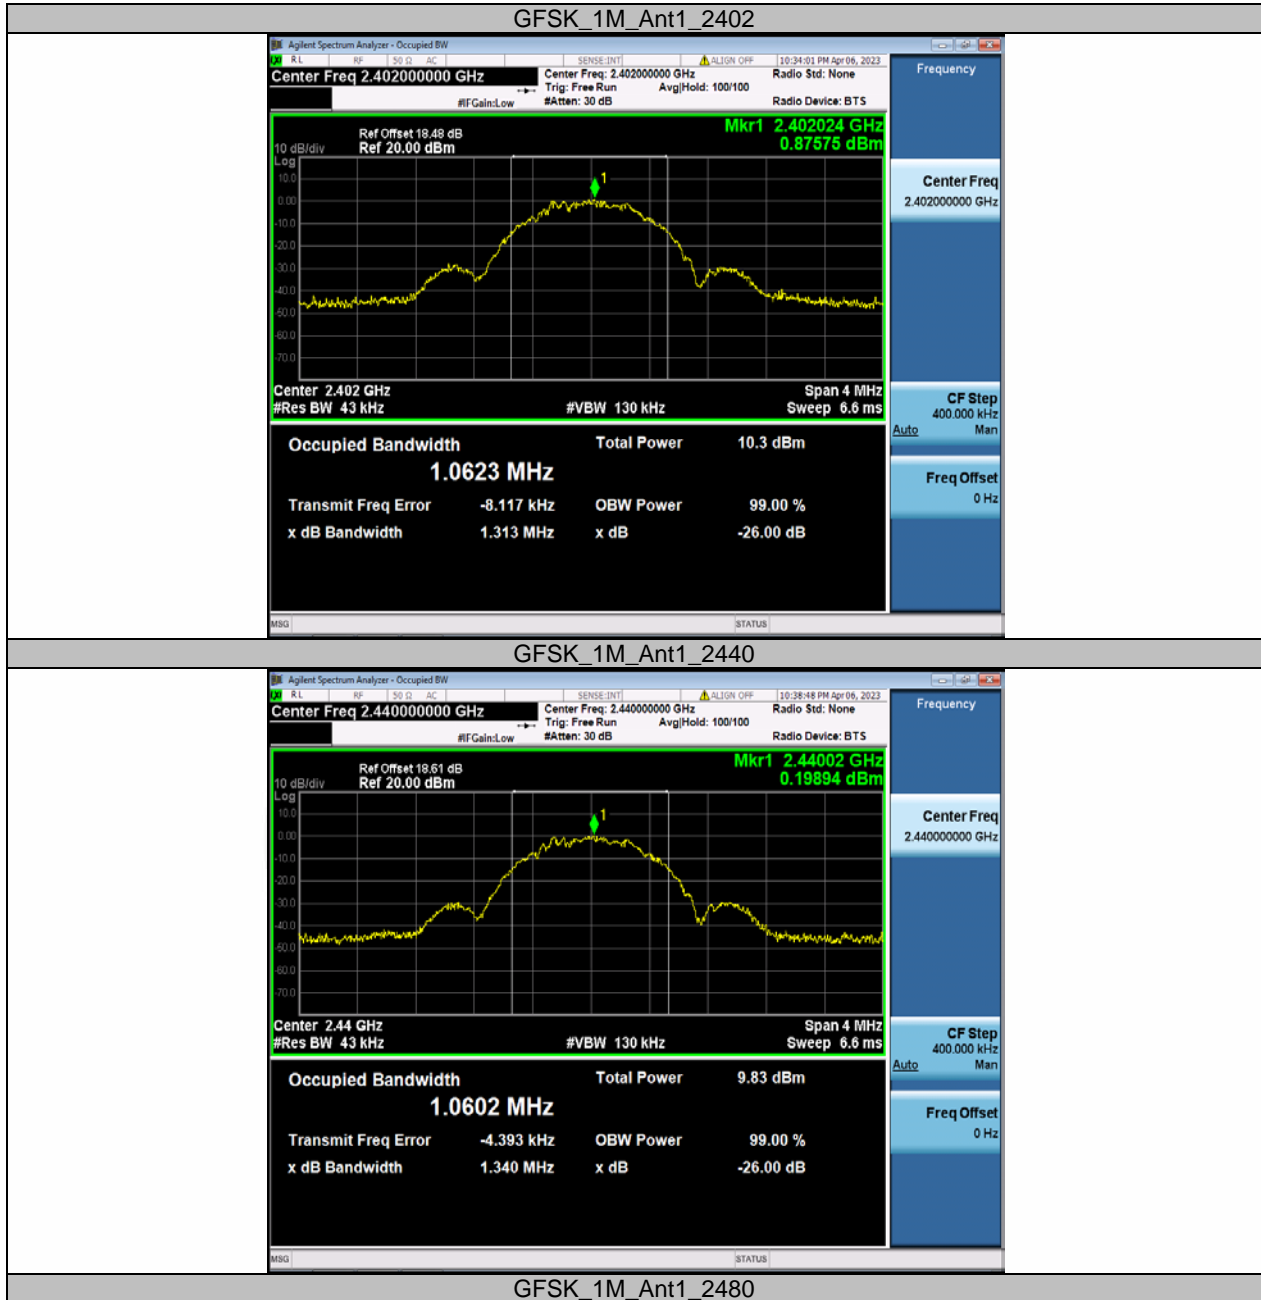 GFSK_1M_Ant1_2402
Agilent Spectrum Analyzer - Occupied BW
RL RF 50 Ω AC SENSE:INT ALIGN OFF 10:34:01 PM Apr 06, 2023
Center Freq 2.402000000 GHz Center Freq: 2.402000000 GHz Radio Std: None
Trig: Free Run Avg|Hold: 100/100
#IFGain:Low #Atten: 30 dB Radio Device: BTS
Frequency
Mkr1 2.402024 GHz
0.87575 dBm
Ref Offset 18.48 dB
10 dB/div Ref 20.00 dBm
Log
10.0
0.00
-10.0
-20.0
-30.0
-40.0
-50.0
-60.0
-70.0
1
Center 2.402 GHz Span 4 MHz
#Res BW 43 kHz #VBW 130 kHz Sweep 6.6 ms
Occupied Bandwidth Total Power 10.3 dBm
1.0623 MHz
Transmit Freq Error -8.117 kHz OBW Power 99.00 %
x dB Bandwidth 1.313 MHz x dB -26.00 dB
Center Freq
2.402000000 GHz
CF Step
400.000 kHz
Auto Man
Freq Offset
0 Hz
MSG STATUS
GFSK_1M_Ant1_2440
Agilent Spectrum Analyzer - Occupied BW
RL RF 50 Ω AC SENSE:INT ALIGN OFF 10:38:48 PM Apr 06, 2023
Center Freq 2.440000000 GHz Center Freq: 2.440000000 GHz Radio Std: None
Trig: Free Run Avg|Hold: 100/100
#IFGain:Low #Atten: 30 dB Radio Device: BTS
Frequency
Mkr1 2.44002 GHz
0.19894 dBm
Ref Offset 18.61 dB
10 dB/div Ref 20.00 dBm
Log
10.0
0.00
-10.0
-20.0
-30.0
-40.0
-50.0
-60.0
-70.0
1
Center 2.44 GHz Span 4 MHz
#Res BW 43 kHz #VBW 130 kHz Sweep 6.6 ms
Occupied Bandwidth Total Power 9.83 dBm
1.0602 MHz
Transmit Freq Error -4.393 kHz OBW Power 99.00 %
x dB Bandwidth 1.340 MHz x dB -26.00 dB
Center Freq
2.440000000 GHz
CF Step
400.000 kHz
Auto Man
Freq Offset
0 Hz
MSG STATUS
GFSK_1M_Ant1_2480